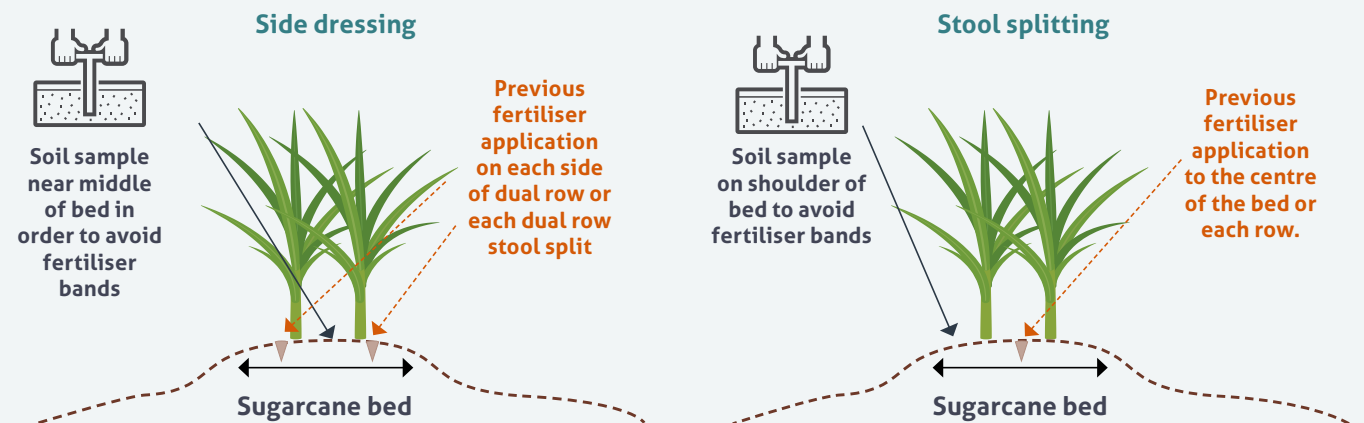 Side dressing
Soil sample
near middle
of bed in
order to avoid
fertiliser
bands
Previous
fertiliser
application
on each side
of dual row or
each dual row
stool split
Sugarcane bed
Stool splitting
Soil sample
on shoulder of
bed to avoid
fertiliser bands
Previous
fertiliser
application
to the centre
of the bed or
each row.
Sugarcane bed